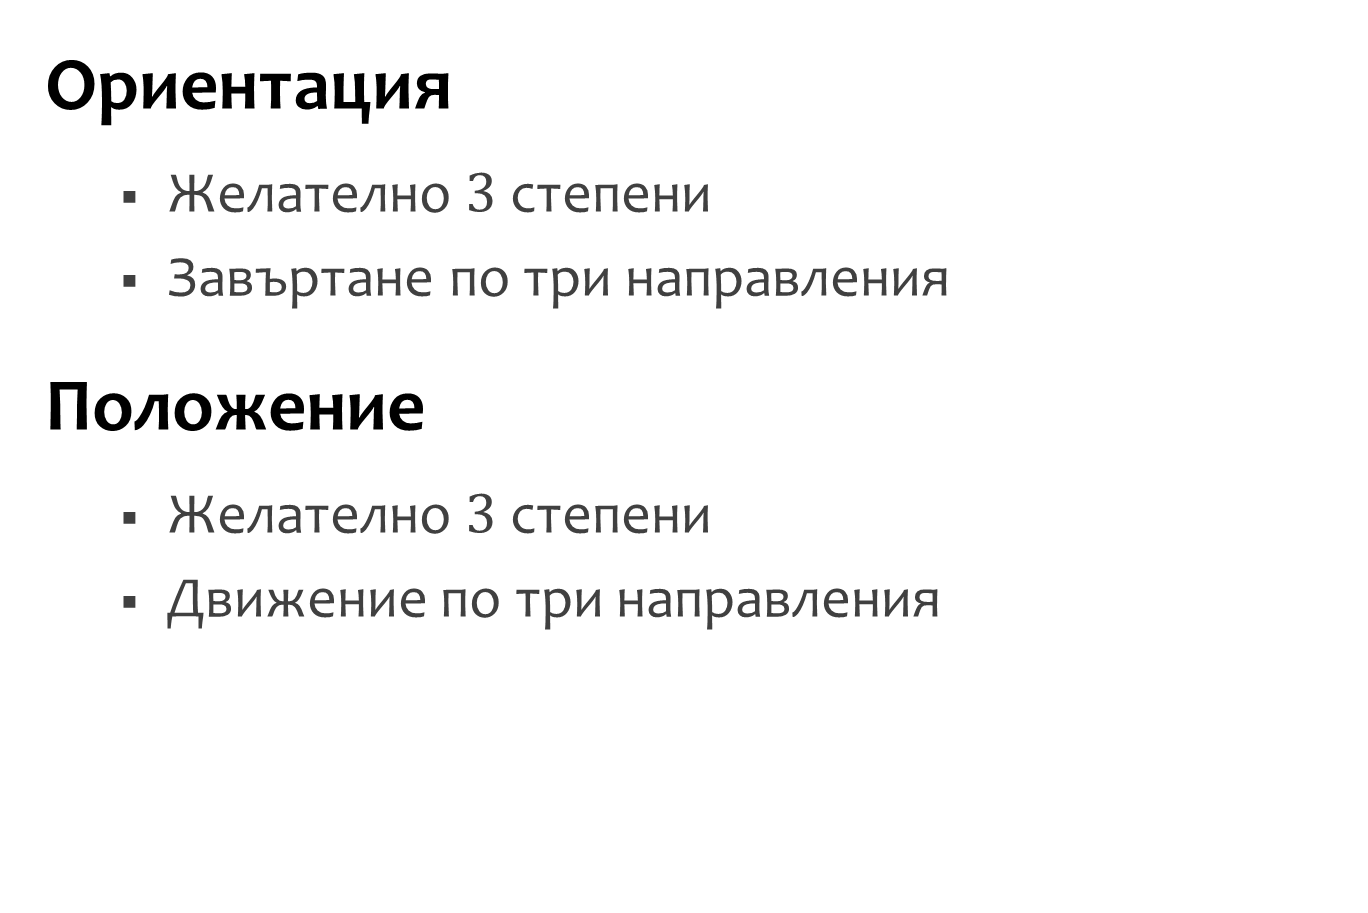 Ориентация
▪ Желателно 3 степени
▪ Завъртане по три направления
Положение
▪ Желателно 3 степени
▪ Движение по три направления